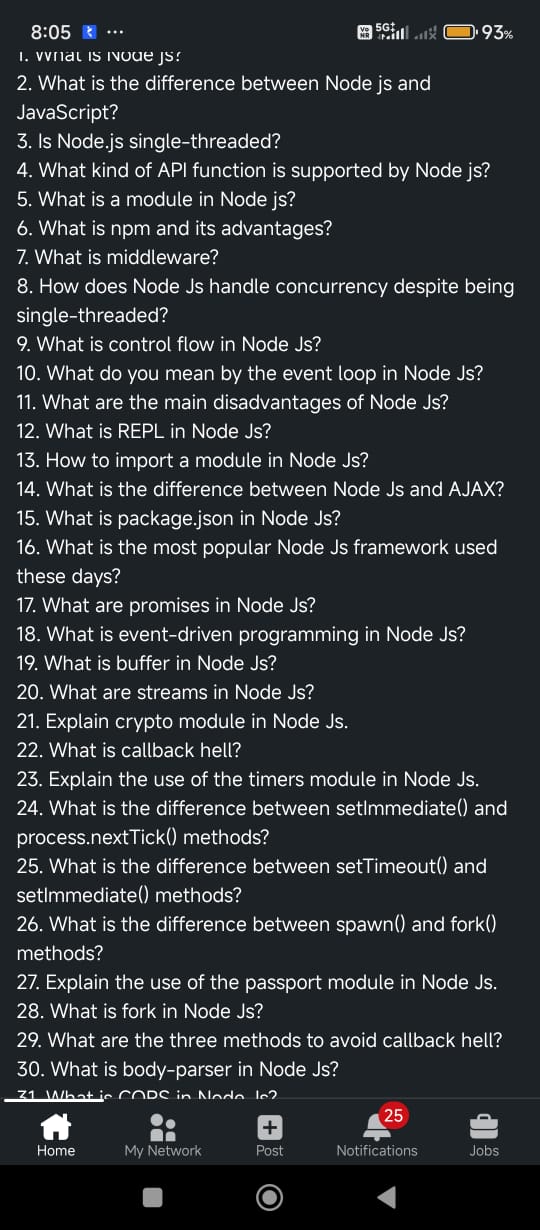 8:05 ... Vo NR 5G+ 93%
1. What is Node js?
2. What is the difference between Node js and
JavaScript?
3. Is Node.js single-threaded?
4. What kind of API function is supported by Node js?
5. What is a module in Node js?
6. What is npm and its advantages?
7. What is middleware?
8. How does Node Js handle concurrency despite being
single-threaded?
9. What is control flow in Node Js?
10. What do you mean by the event loop in Node Js?
11. What are the main disadvantages of Node Js?
12. What is REPL in Node Js?
13. How to import a module in Node Js?
14. What is the difference between Node Js and AJAX?
15. What is package.json in Node Js?
16. What is the most popular Node Js framework used
these days?
17. What are promises in Node Js?
18. What is event-driven programming in Node Js?
19. What is buffer in Node Js?
20. What are streams in Node Js?
21. Explain crypto module in Node Js.
22. What is callback hell?
23. Explain the use of the timers module in Node Js.
24. What is the difference between setImmediate() and
process.nextTick() methods?
25. What is the difference between setTimeout() and
setImmediate() methods?
26. What is the difference between spawn() and fork()
methods?
27. Explain the use of the passport module in Node Js.
28. What is fork in Node Js?
29. What are the three methods to avoid callback hell?
30. What is body-parser in Node Js?
31. What is CORS in Node Js?
25
Home My Network Post Notifications Jobs